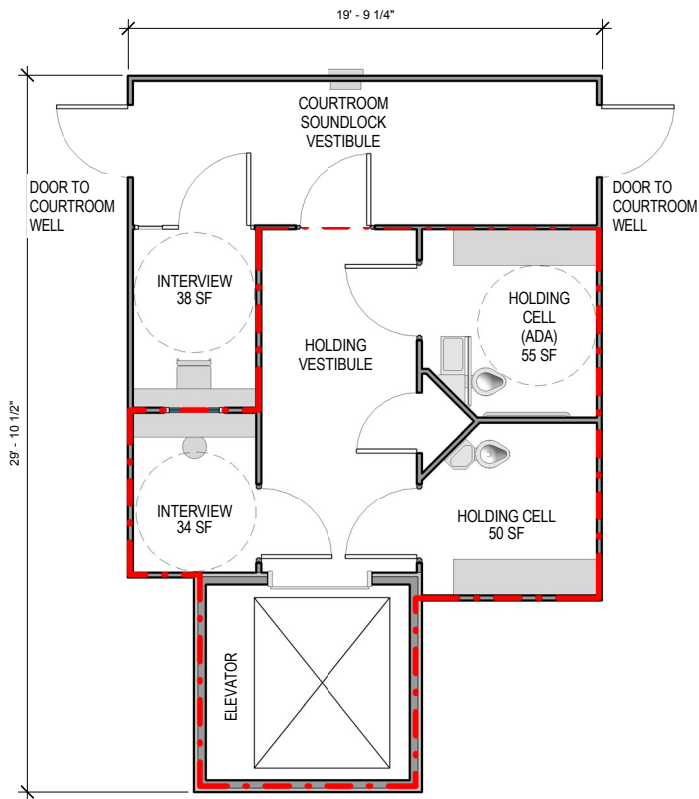 19' - 9 1/4"
COURTROOM
SOUNDLOCK
VESTIBULE
DOOR TO
COURTROOM
WELL
DOOR TO
COURTROOM
WELL
INTERVIEW
38 SF
HOLDING
VESTIBULE
HOLDING
CELL
(ADA)
55 SF
29' - 10 1/2"
INTERVIEW
34 SF
HOLDING CELL
50 SF
ELEVATOR